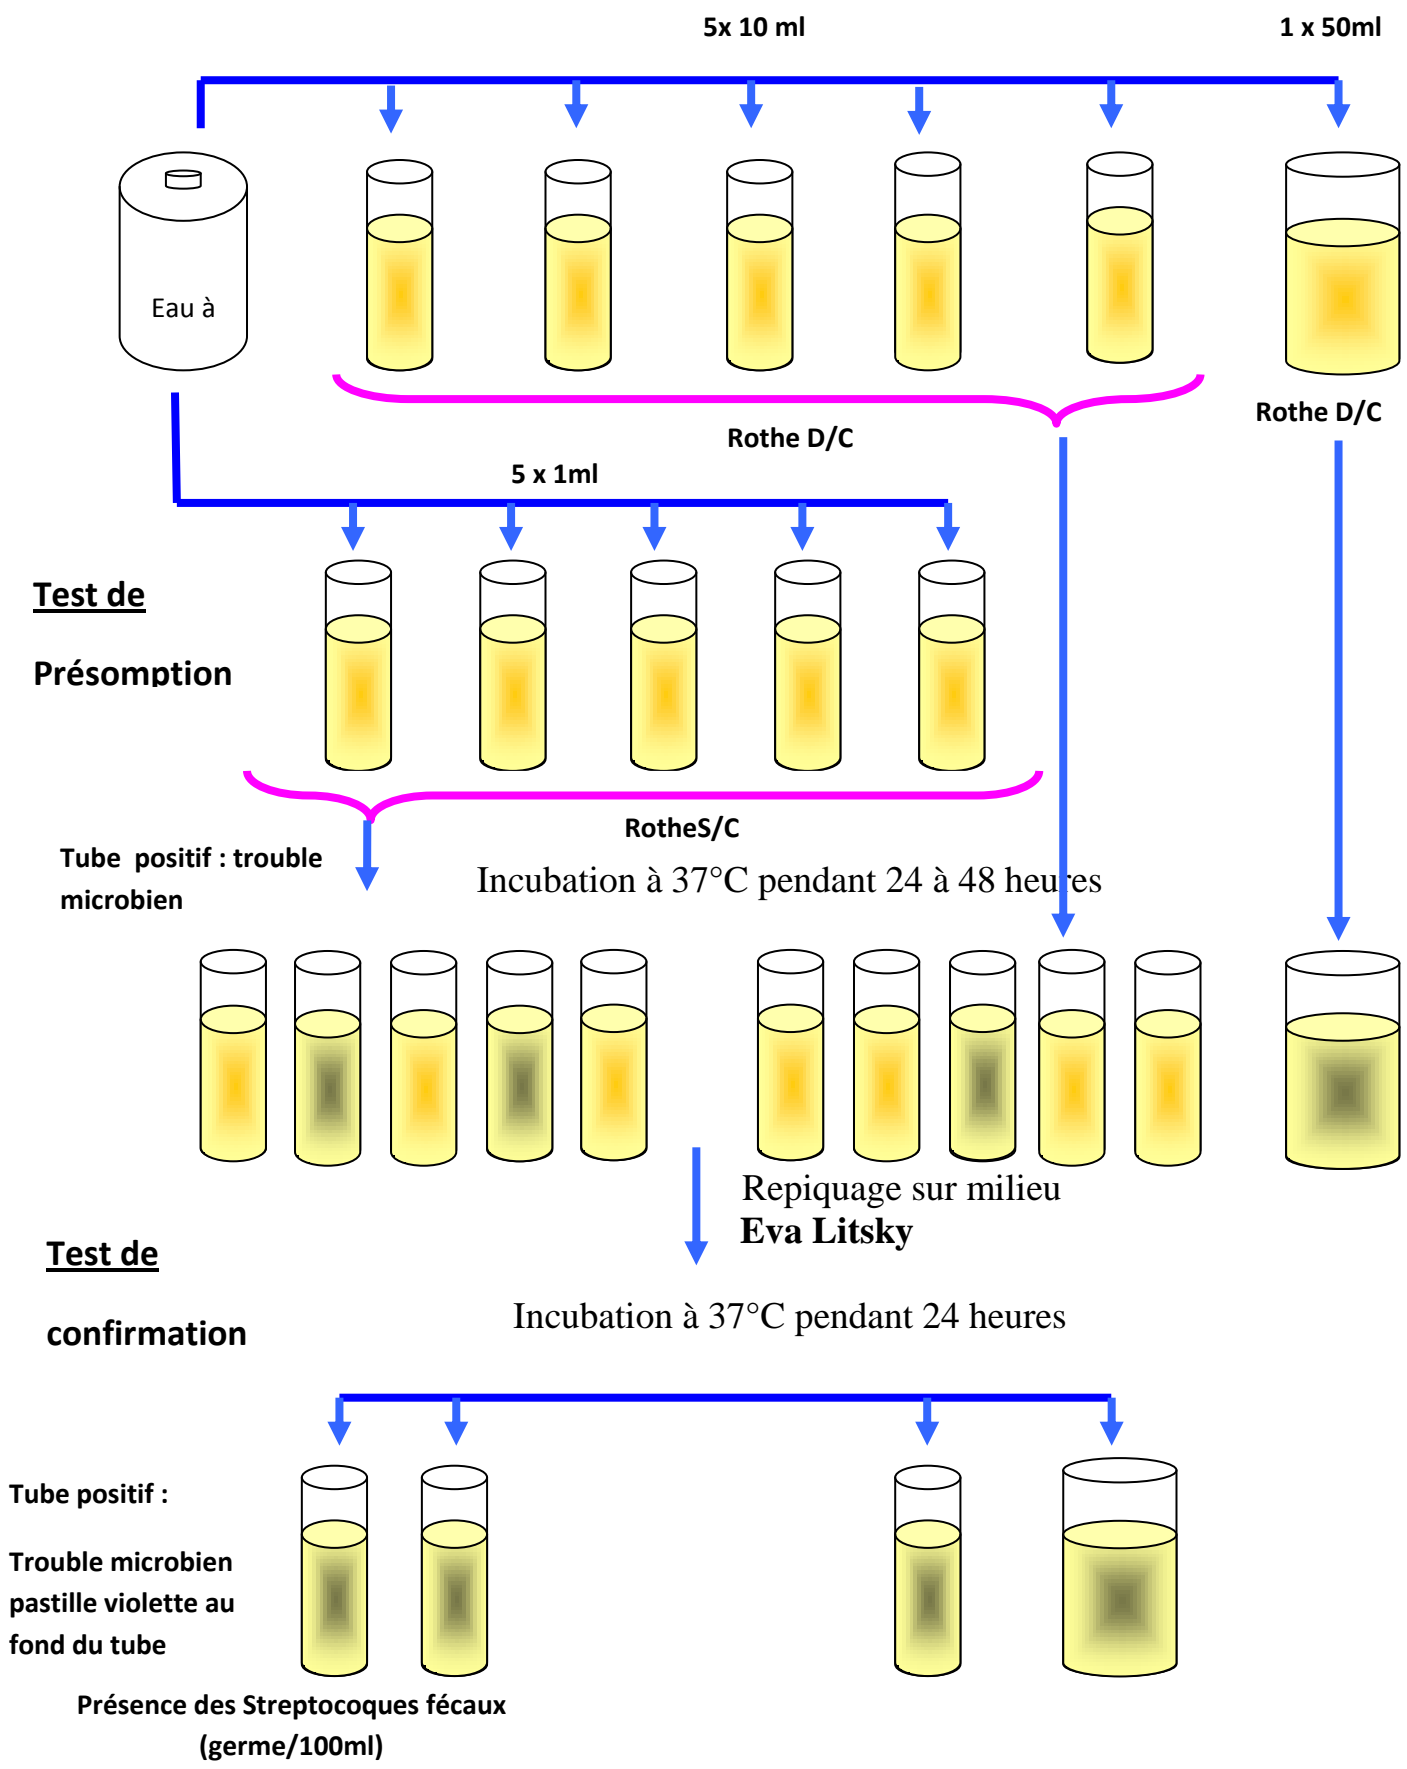 5x 10 ml
1 x 50ml
Eau à
Rothe D/C
Rothe D/C
5 x 1ml
Test de
Présomption
RotheS/C
Tube positif : trouble
microbien
Incubation à 37°C pendant 24 à 48 heures
Repiquage sur milieu
Eva Litsky
Test de
confirmation
Incubation à 37°C pendant 24 heures
Tube positif :
Trouble microbien
pastille violette au
fond du tube
Présence des Streptocoques fécaux
(germe/100ml)